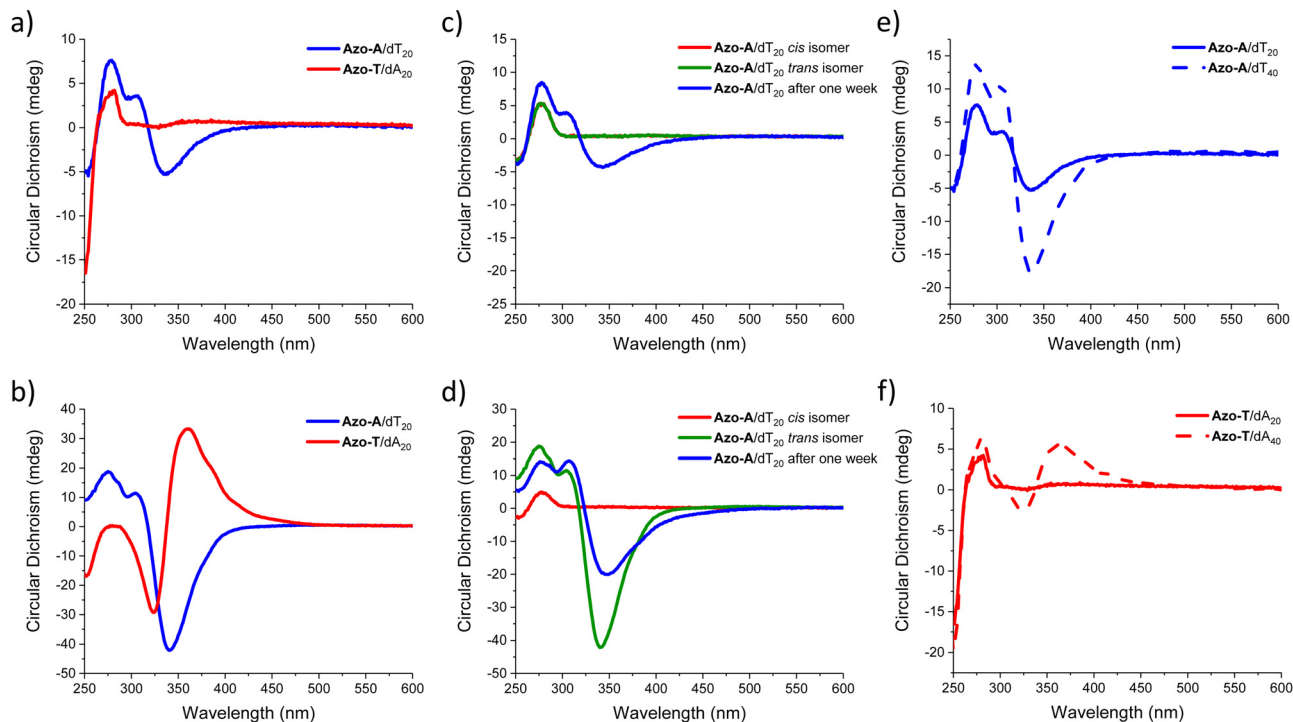 a)
Azo-A/dT20
Azo-T/dA20
Circular Dichroism (mdeg)
10
5
0
-5
-10
-15
-20
250 300 350 400 450 500 550 600
Wavelength (nm)
c)
Azo-A/dT20 cis isomer
Azo-A/dT20 trans isomer
Azo-A/dT20 after one week
Circular Dichroism (mdeg)
15
10
5
0
-5
-10
-15
-20
-25
250 300 350 400 450 500 550 600
Wavelength (nm)
e)
Azo-A/dT20
Azo-A/dT40
Circular Dichroism (mdeg)
15
10
5
0
-5
-10
-15
-20
250 300 350 400 450 500 550 600
Wavelength (nm)
b)
Azo-A/dT20
Azo-T/dA20
Circular Dichroism (mdeg)
40
30
20
10
0
-10
-20
-30
-40
-50
250 300 350 400 450 500 550 600
Wavelength (nm)
d)
Azo-A/dT20 cis isomer
Azo-A/dT20 trans isomer
Azo-A/dT20 after one week
Circular Dichroism (mdeg)
30
20
10
0
-10
-20
-30
-40
-50
250 300 350 400 450 500 550 600
Wavelength (nm)
f)
Azo-T/dA20
Azo-T/dA40
Circular Dichroism (mdeg)
10
5
0
-5
-10
-15
-20
250 300 350 400 450 500 550 600
Wavelength (nm)